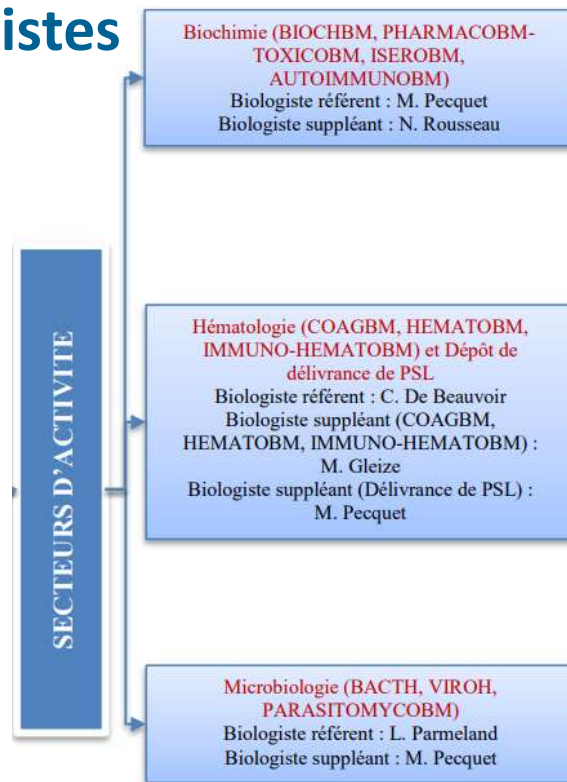 istes
Biochimie (BIOCHBM, PHARMACOBM-
TOXICOBM, ISEROBM,
AUTOIMMUNOBM)
Biologiste référent : M. Pecquet
Biologiste suppléant : N. Rousseau
SECTEURS D’ACTIVITE
Hématologie (COAGBM, HEMATOBM,
IMMUNO-HEMATOBM) et Dépôt de
délivrance de PSL
Biologiste référent : C. De Beauvoir
Biologiste suppléant (COAGBM,
HEMATOBM, IMMUNO-HEMATOBM) :
M. Gleize
Biologiste suppléant (Délivrance de PSL) :
M. Pecquet
Microbiologie (BACTH, VIROH,
PARASITOMYCOBM)
Biologiste référent : L. Parmeland
Biologiste suppléant : M. Pecquet